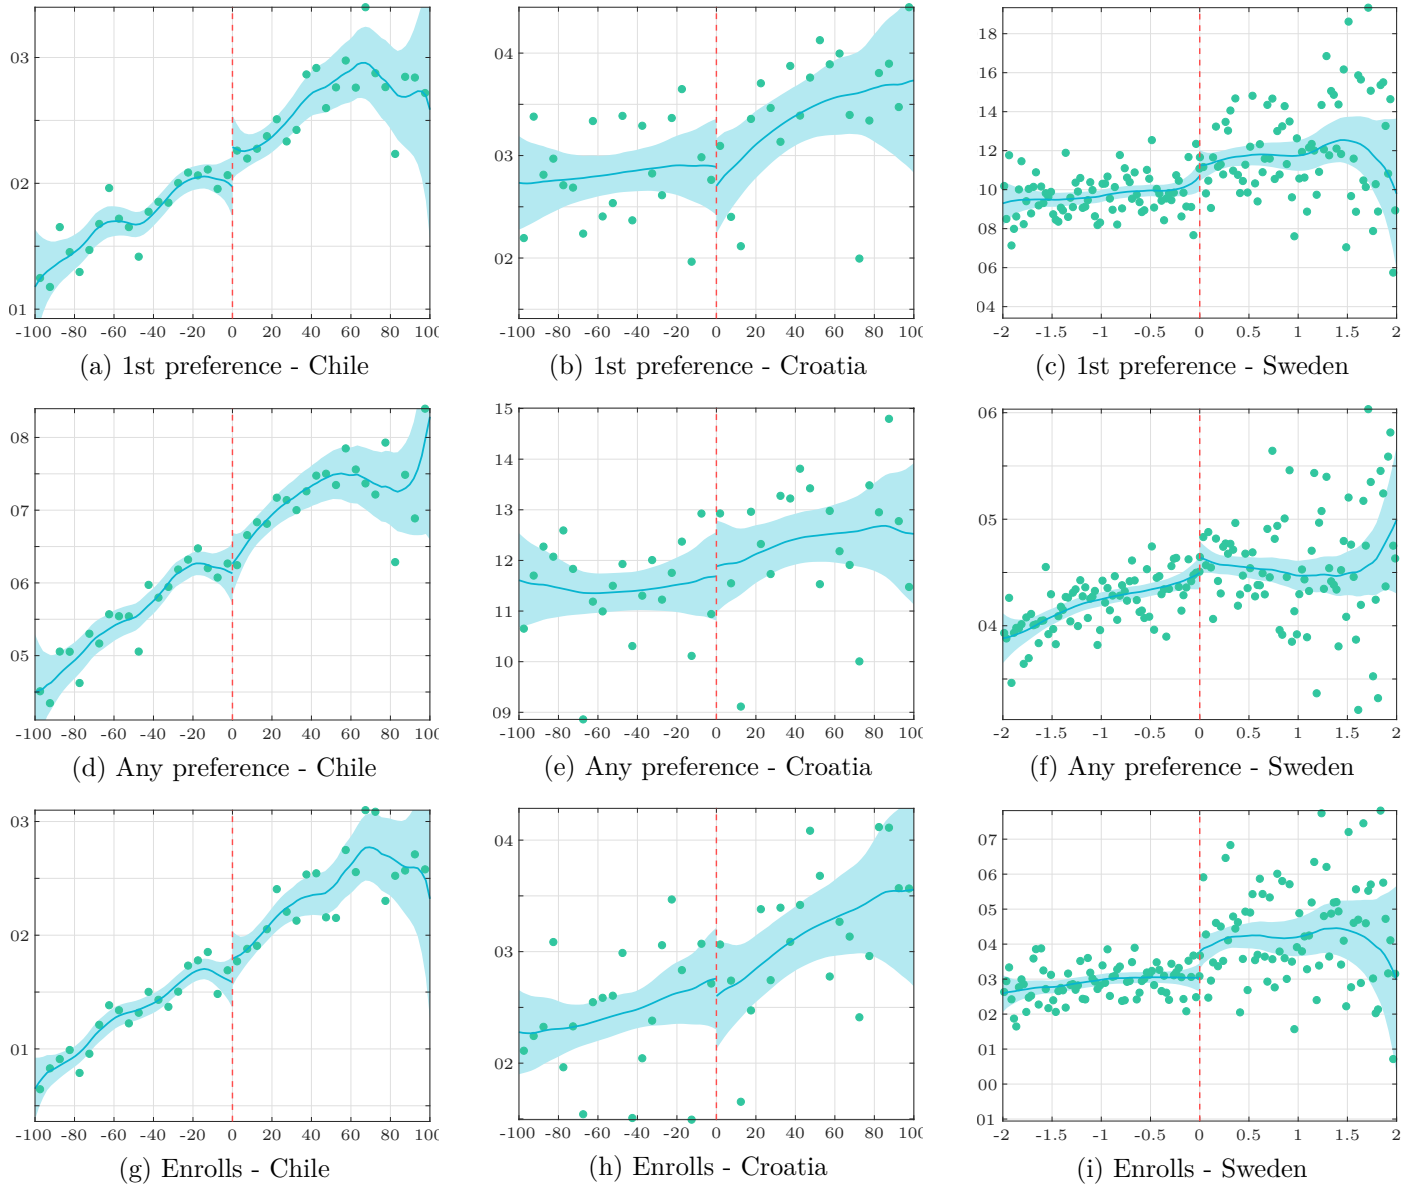 03
02
01
-100 -80 -60 -40 -20 0 20 40 60 80 100
(a) 1st preference - Chile
04
03
02
-100 -80 -60 -40 -20 0 20 40 60 80 100
(b) 1st preference - Croatia
18
16
14
12
10
08
06
04
-2 -1.5 -1 -0.5 0 0.5 1 1.5 2
(c) 1st preference - Sweden
08
07
06
05
-100 -80 -60 -40 -20 0 20 40 60 80 100
(d) Any preference - Chile
15
14
13
12
11
10
09
-100 -80 -60 -40 -20 0 20 40 60 80 100
(e) Any preference - Croatia
06
05
04
-2 -1.5 -1 -0.5 0 0.5 1 1.5 2
(f) Any preference - Sweden
03
02
01
-100 -80 -60 -40 -20 0 20 40 60 80 100
(g) Enrolls - Chile
04
03
02
-100 -80 -60 -40 -20 0 20 40 60 80 100
(h) Enrolls - Croatia
07
06
05
04
03
02
01
00
01
-2 -1.5 -1 -0.5 0 0.5 1 1.5 2
(i) Enrolls - Sweden